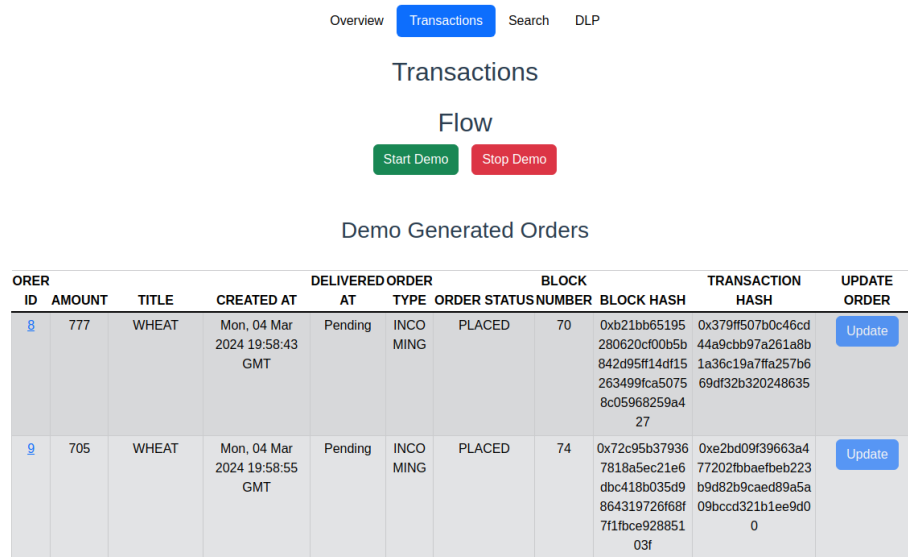 Overview Transactions Search DLP
Transactions
Flow
Start Demo Stop Demo
Demo Generated Orders
ORER DELIVERED ORDER BLOCK TRANSACTION UPDATE
ID AMOUNT TITLE CREATED AT AT TYPE ORDER STATUS NUMBER BLOCK HASH HASH ORDER
8 777 WHEAT Mon, 04 Mar Pending INCO PLACED 70 0xb21bb65195 0x379ff507b0c46cd Update
2024 19:58:43 MING 280620cf00b5b 44a9cbb97a261a8b
GMT 842d95ff14df15 1a36c19a7ffa257b6
263499fca5075 69df32b320248635
8c05968259a4
27
9 705 WHEAT Mon, 04 Mar Pending INCO PLACED 74 0x72c95b37936 0xe2bd09f39663a4 Update
2024 19:58:55 MING 7818a5ec21e6 77202fbbaefbeb223
GMT dbc418b035d9 b9d82b9caed89a5a
864319726f68f 09bccd321b1ee9d0
7f1fbce928851 0
03f